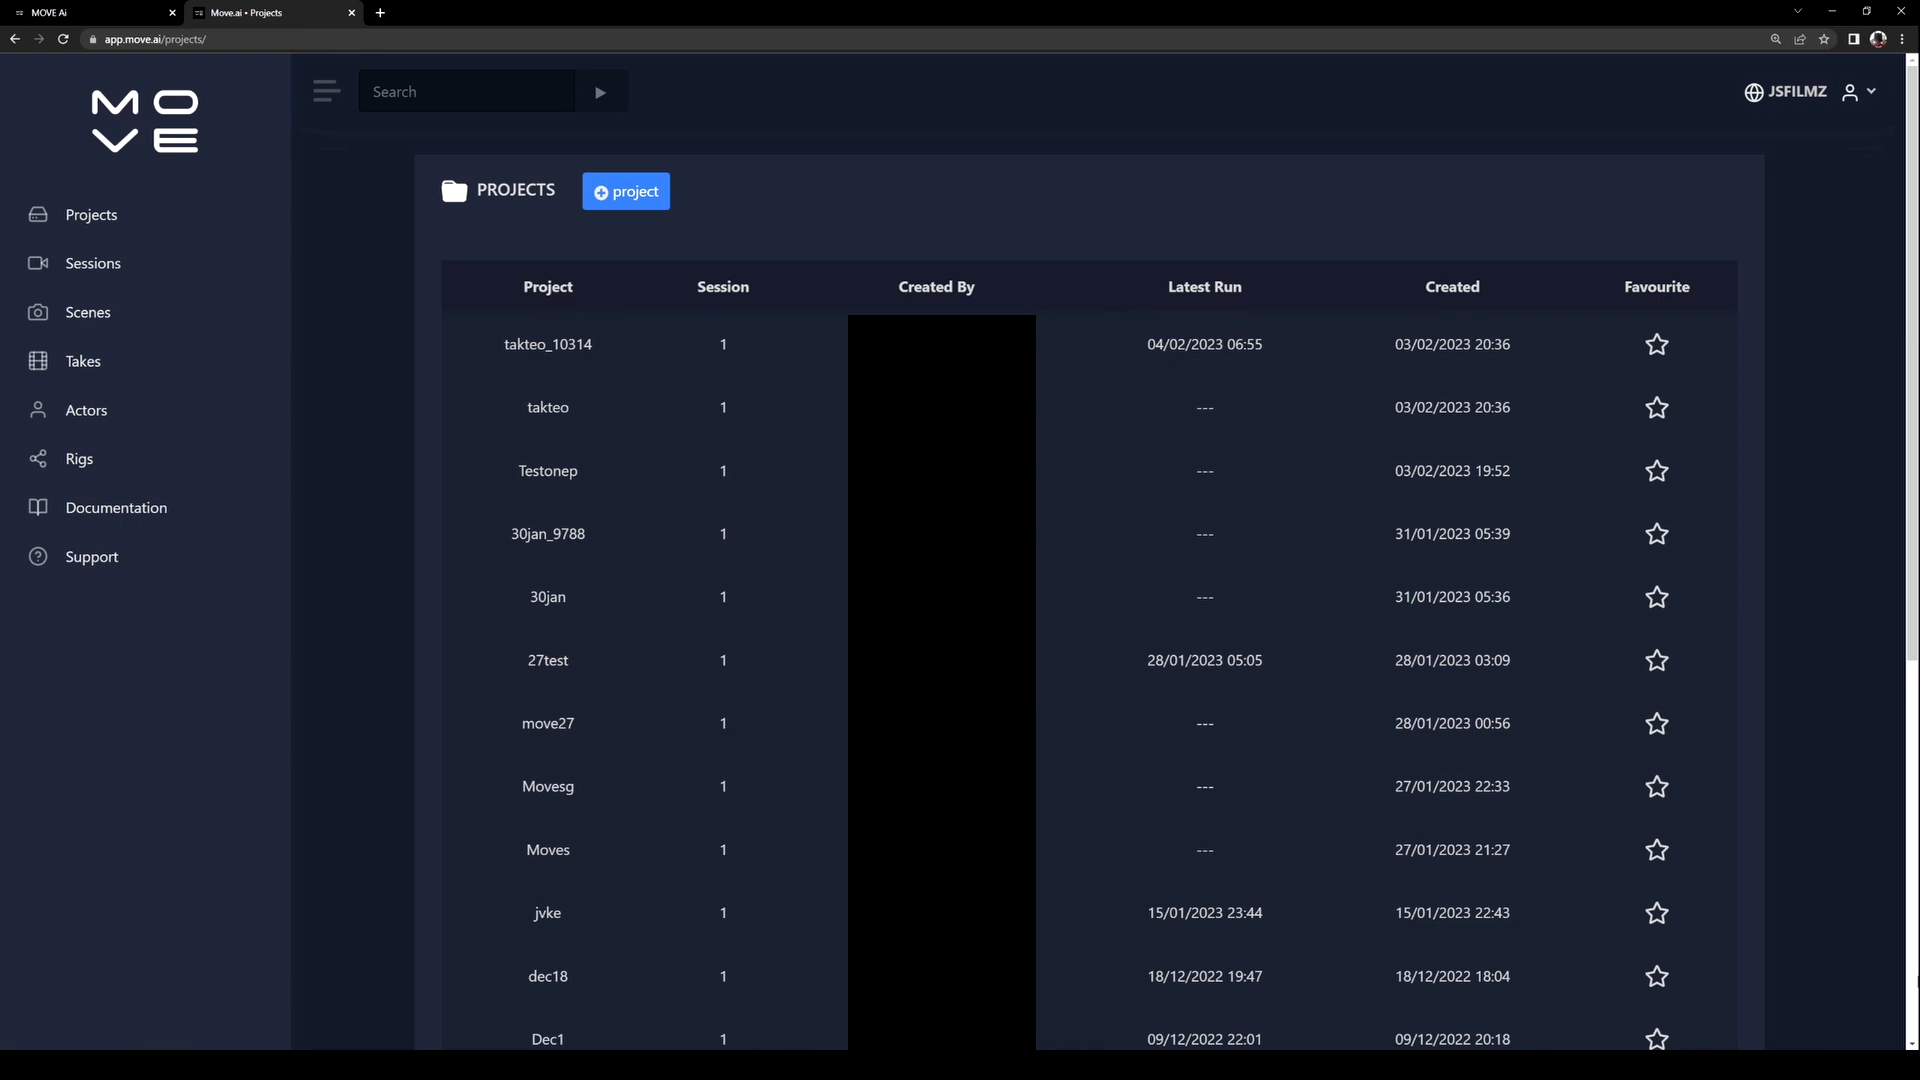 MOVE Ai
Move.ai • Projects
app.move.ai/projects/
MOVE
Search
JSFILMZ
Projects
Sessions
Scenes
Takes
Actors
Rigs
Documentation
Support
PROJECTS
project
Project Session Created By Latest Run Created Favourite
takteo_10314 1 04/02/2023 06:55 03/02/2023 20:36
takteo 1 --- 03/02/2023 20:36
Testonep 1 --- 03/02/2023 19:52
30jan_9788 1 --- 31/01/2023 05:39
30jan 1 --- 31/01/2023 05:36
27test 1 28/01/2023 05:05 28/01/2023 03:09
move27 1 --- 28/01/2023 00:56
Movesg 1 --- 27/01/2023 22:33
Moves 1 --- 27/01/2023 21:27
jvke 1 15/01/2023 23:44 15/01/2023 22:43
dec18 1 18/12/2022 19:47 18/12/2022 18:04
Dec1 1 09/12/2022 22:01 09/12/2022 20:18